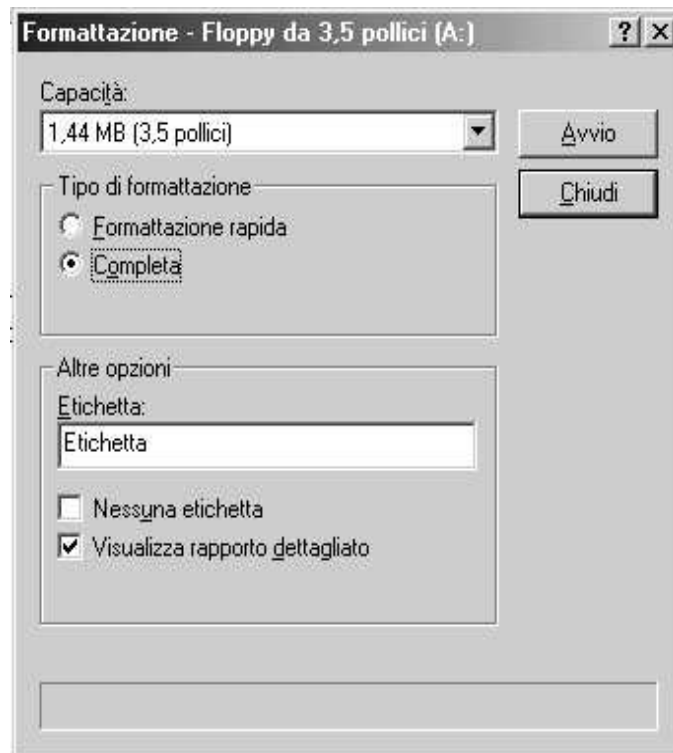 Formattazione - Floppy da 3,5 pollici (A:)
Capacità:
1,44 MB (3,5 pollici)
Avvio
Chiudi
Tipo di formattazione
Formattazione rapida
Completa
Altre opzioni
Etichetta:
Etichetta
Nessuna etichetta
Visualizza rapporto dettagliato